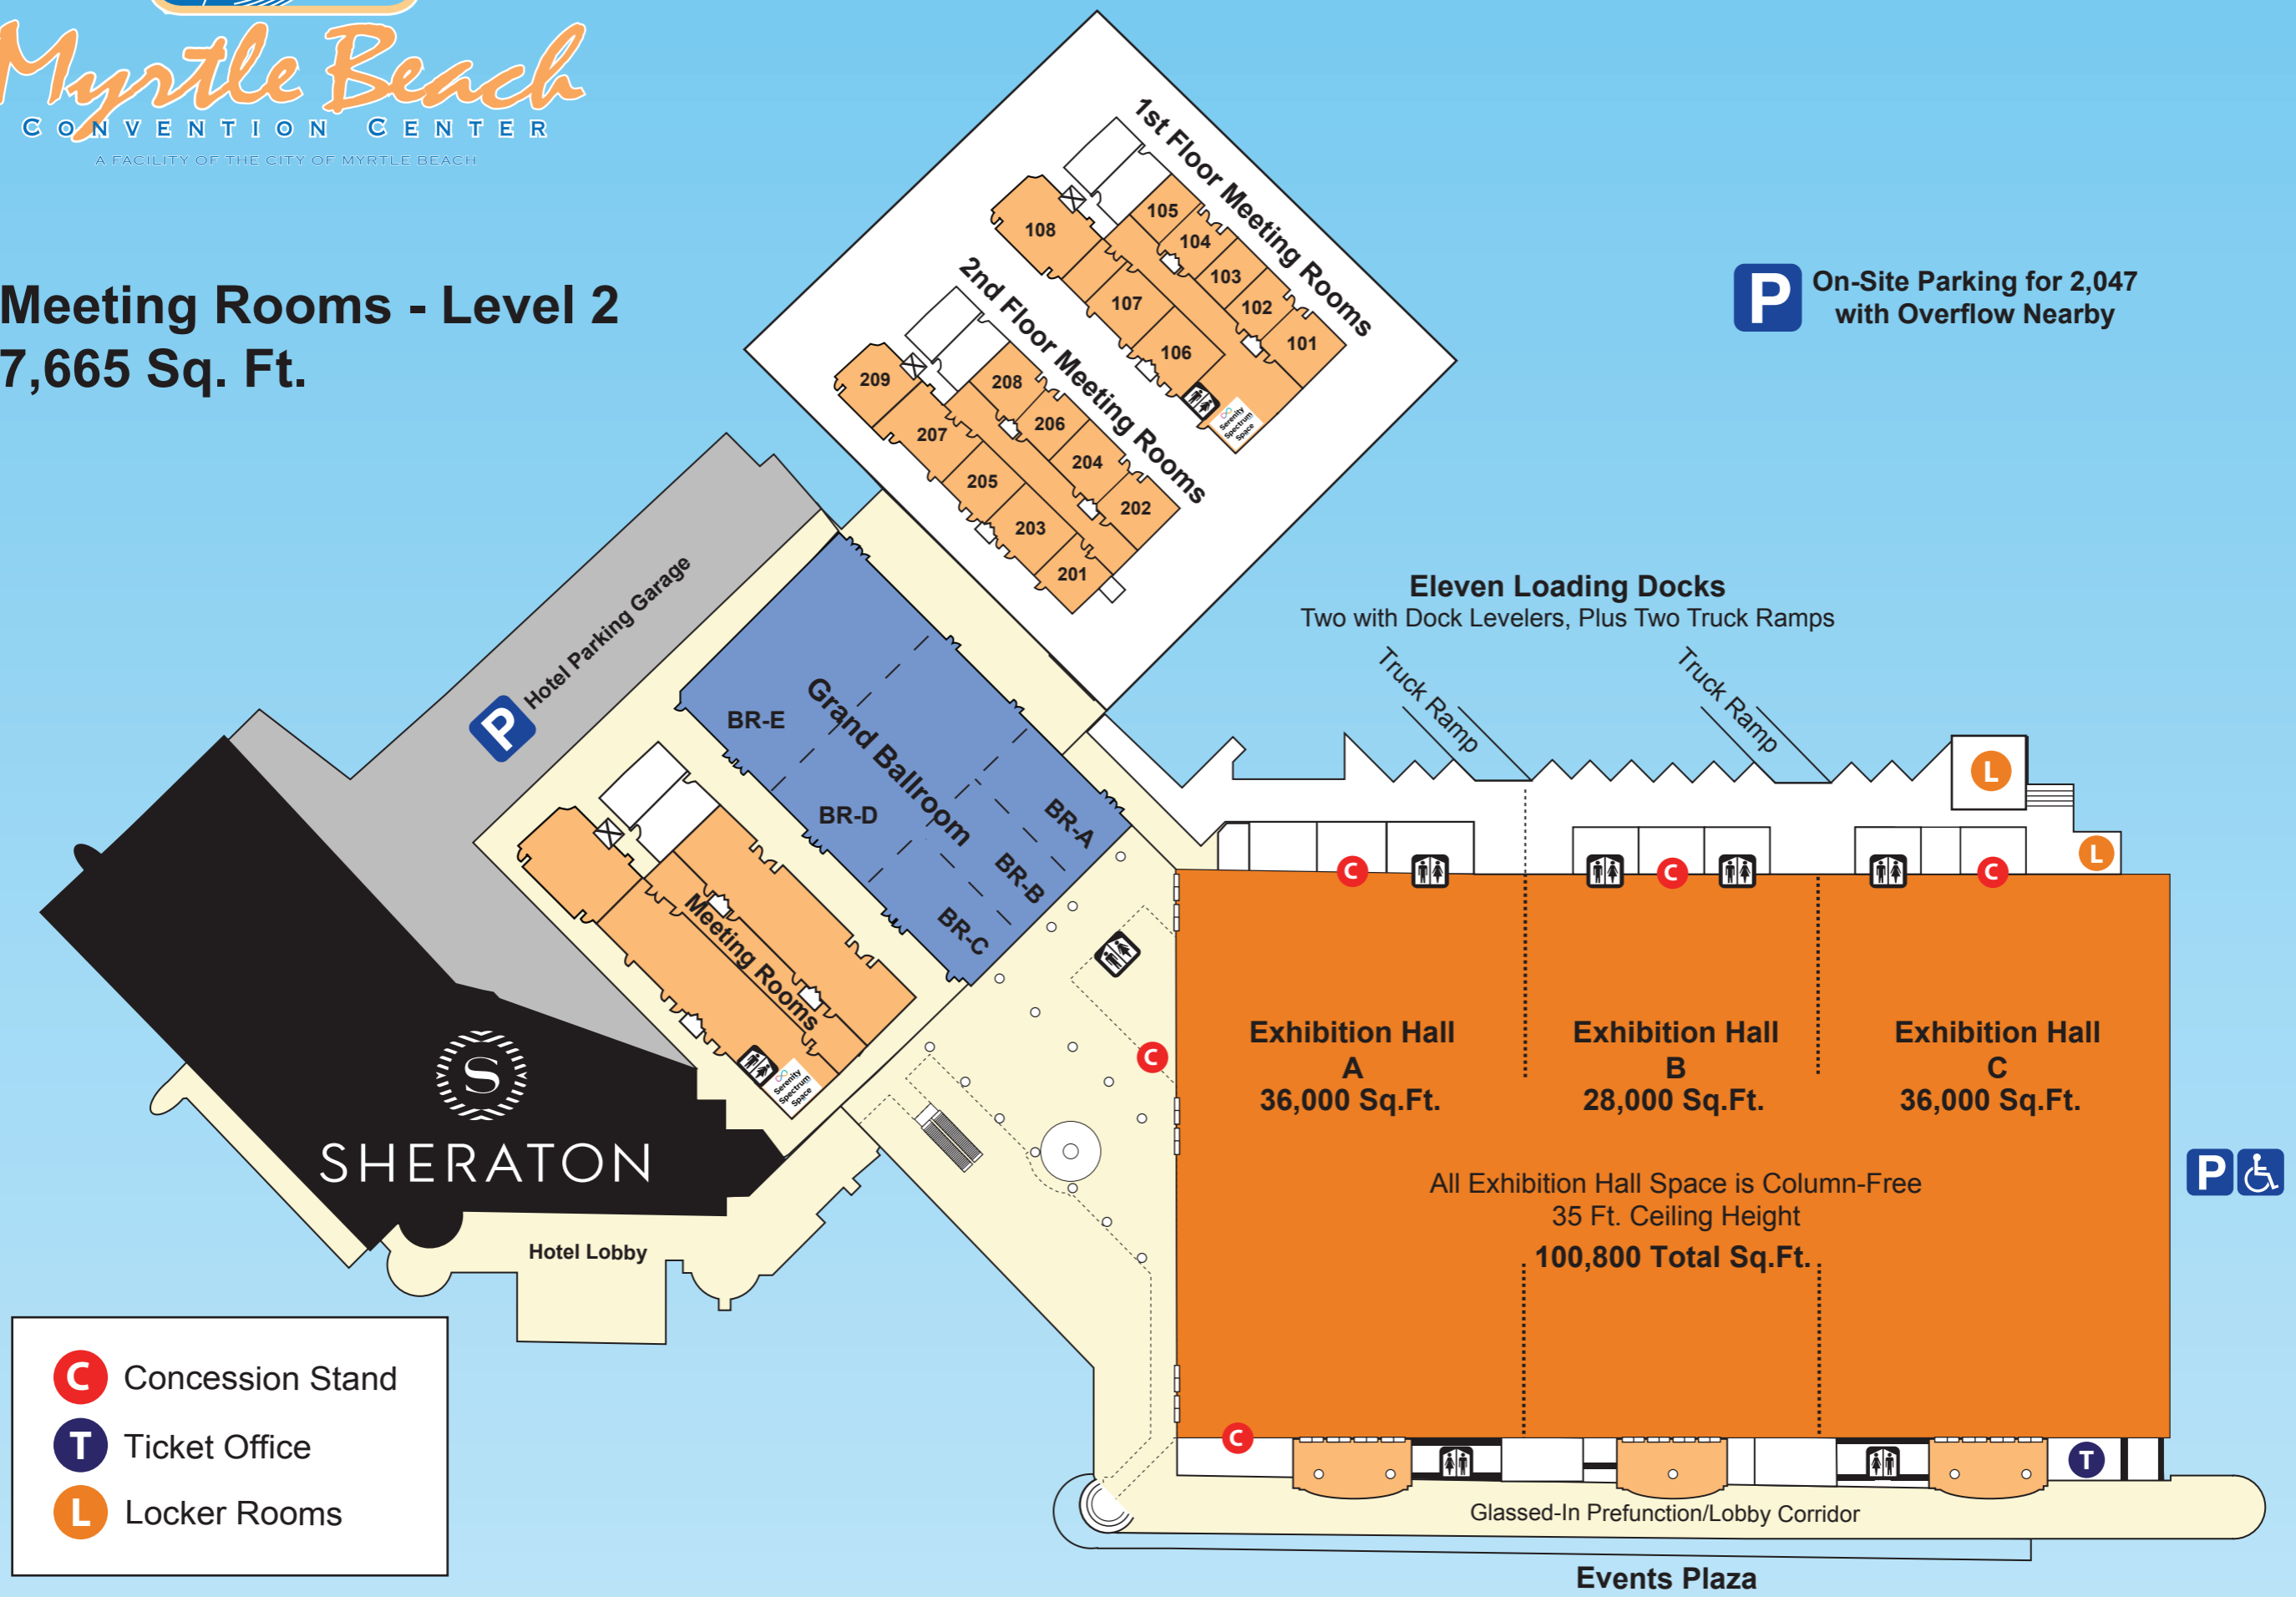 Myrtle Beach
CONVENTION CENTER
A FACILITY OF THE CITY OF MYRTLE BEACH
Meeting Rooms - Level 2
7,665 Sq. Ft.
1st Floor Meeting Rooms
105
104
103
102
101
108
107
106
Serenity
Spectrum
Space
2nd Floor Meeting Rooms
209
208
207
206
205
204
203
202
201
P
On-Site Parking for 2,047
with Overflow Nearby
Eleven Loading Docks
Two with Dock Levelers, Plus Two Truck Ramps
Truck Ramp
Truck Ramp
P
Hotel Parking Garage
Grand Ballroom
BR-E
BR-D
BR-A
BR-B
BR-C
Meeting Rooms
Serenity
Spectrum
Space
S
SHERATON
Hotel Lobby
L
L
C
C
C
C
C
Exhibition Hall
A
36,000 Sq.Ft.
Exhibition Hall
B
28,000 Sq.Ft.
Exhibition Hall
C
36,000 Sq.Ft.
All Exhibition Hall Space is Column-Free
35 Ft. Ceiling Height
100,800 Total Sq.Ft.
P
T
Glassed-In Prefunction/Lobby Corridor
Events Plaza
C Concession Stand
T Ticket Office
L Locker Rooms